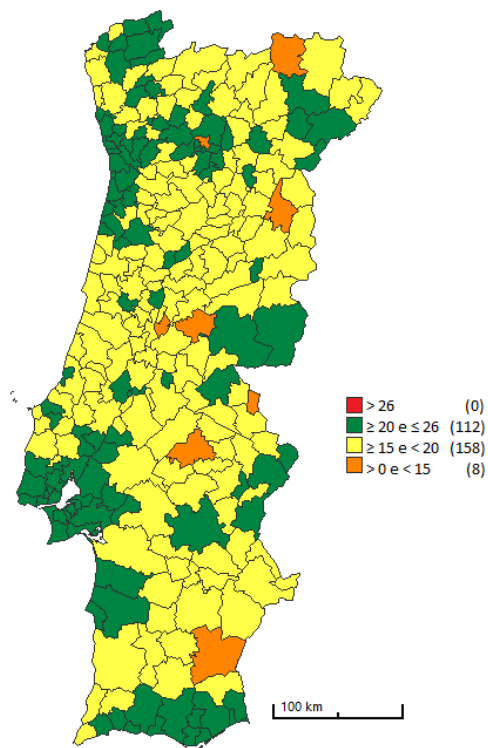 > 26 (0)
≥ 20 e ≤ 26 (112)
≥ 15 e < 20 (158)
> 0 e < 15 (8)
100 km